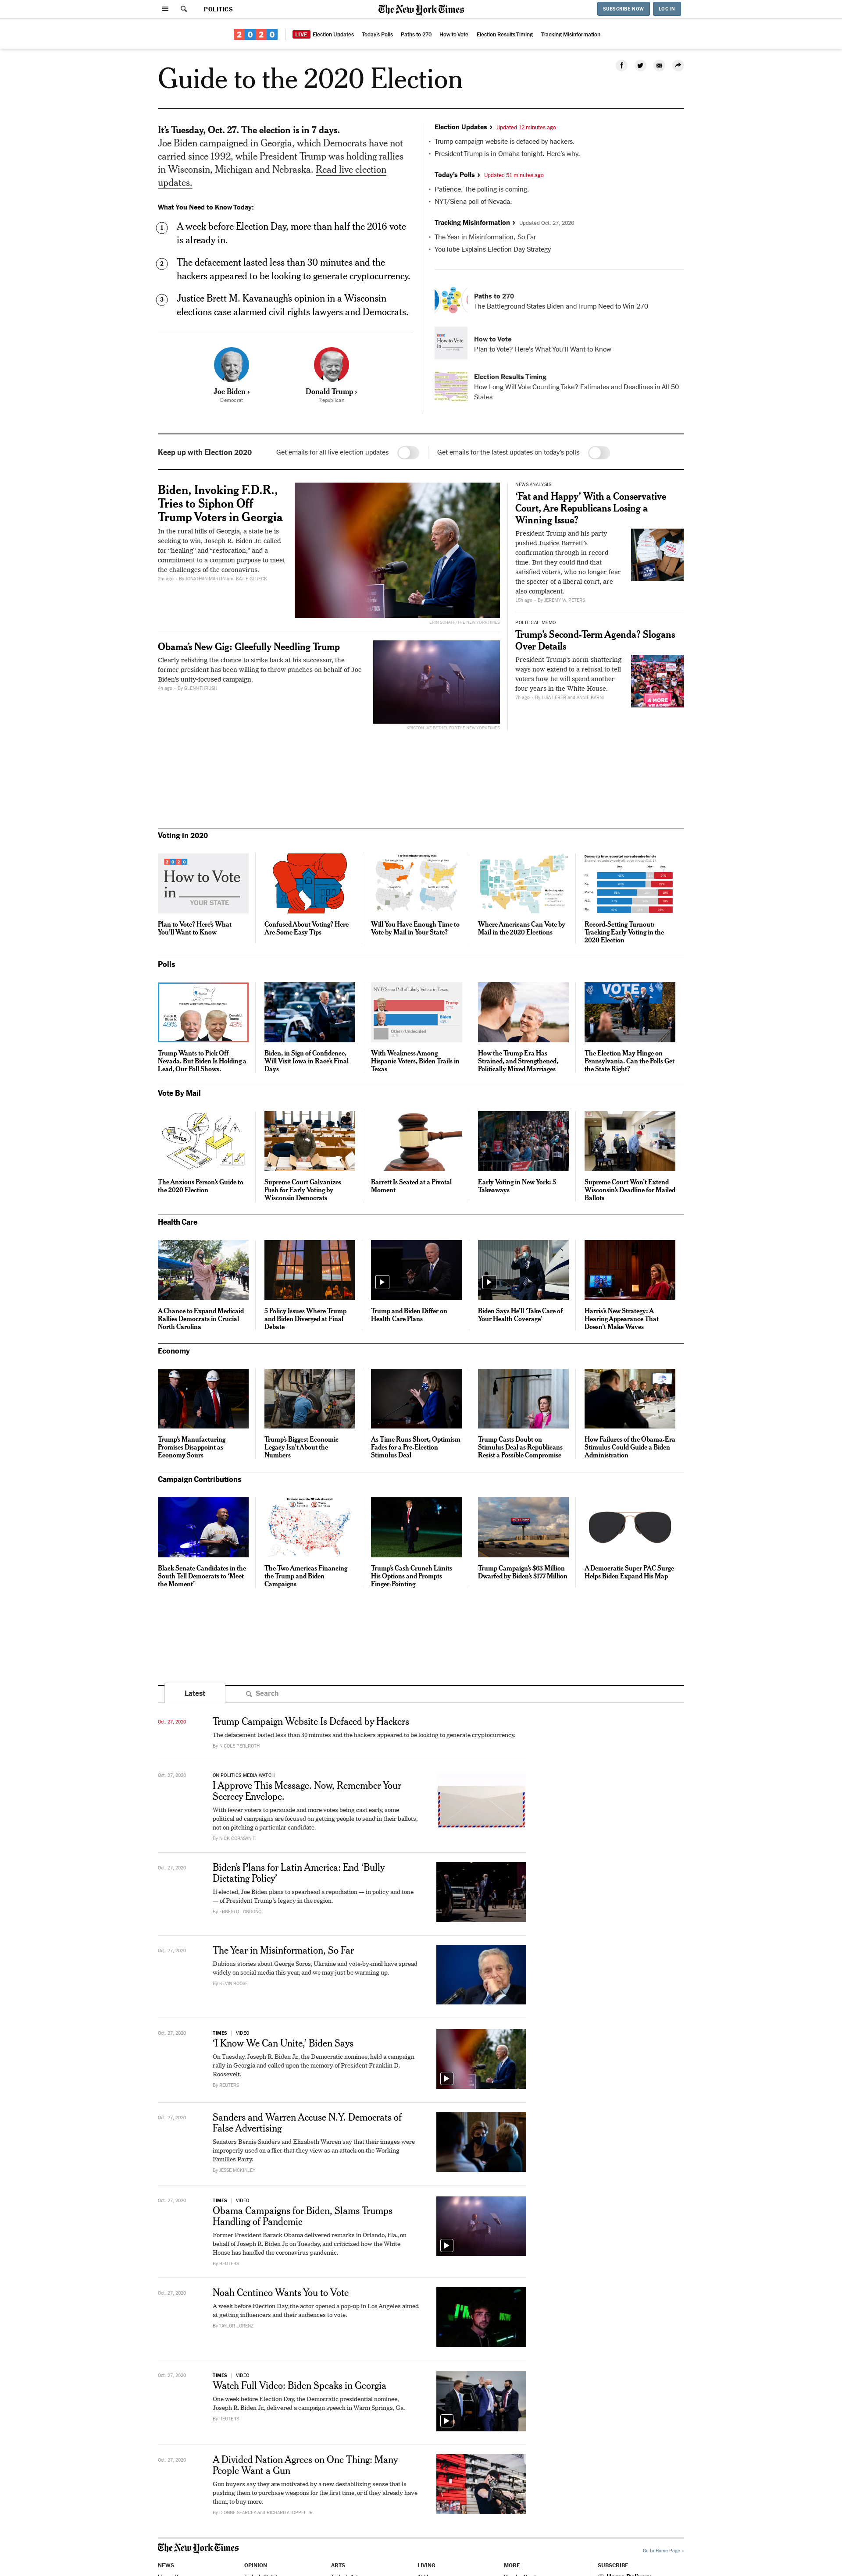 POLITICS
The New York Times
SUBSCRIBE NOW
LOG IN
2020
LIVE Election Updates
Today's Polls
Paths to 270
How to Vote
Election Results Timing
Tracking Misinformation
Guide to the 2020 Election
It's Tuesday, Oct. 27. The election is in 7 days.
Joe Biden campaigned in Georgia, which Democrats have not
carried since 1992, while President Trump was holding rallies
in Wisconsin, Michigan and Nebraska. Read live election
updates.
What You Need to Know Today:
1 A week before Election Day, more than half the 2016 vote
is already in.
2 The defacement lasted less than 30 minutes and the
hackers appeared to be looking to generate cryptocurrency.
3 Justice Brett M. Kavanaugh's opinion in a Wisconsin
elections case alarmed civil rights lawyers and Democrats.
Joe Biden ›
Democrat
Donald Trump ›
Republican
Election Updates › Updated 12 minutes ago
• Trump campaign website is defaced by hackers.
• President Trump is in Omaha tonight. Here's why.
Today's Polls › Updated 51 minutes ago
• Patience. The polling is coming.
• NYT/Siena poll of Nevada.
Tracking Misinformation › Updated Oct. 27, 2020
• The Year in Misinformation, So Far
• YouTube Explains Election Day Strategy
Paths to 270
The Battleground States Biden and Trump Need to Win 270
How to Vote
in
How to Vote
Plan to Vote? Here's What You'll Want to Know
Election Results Timing
How Long Will Vote Counting Take? Estimates and Deadlines in All 50
States
Keep up with Election 2020
Get emails for all live election updates
Get emails for the latest updates on today's polls
Biden, Invoking F.D.R.,
Tries to Siphon Off
Trump Voters in Georgia
In the rural hills of Georgia, a state he is
seeking to win, Joseph R. Biden Jr. called
for "healing" and "restoration," and a
commitment to a common purpose to meet
the challenges of the coronavirus.
2m ago - By JONATHAN MARTIN and KATIE GLUECK
ERIN SCHAFF/THE NEW YORK TIMES
Obama's New Gig: Gleefully Needling Trump
Clearly relishing the chance to strike back at his successor, the
former president has been willing to throw punches on behalf of Joe
Biden's unity-focused campaign.
4h ago - By GLENN THRUSH
KRISTON JAE BETHEL FOR THE NEW YORK TIMES
NEWS ANALYSIS
'Fat and Happy' With a Conservative
Court, Are Republicans Losing a
Winning Issue?
President Trump and his party
pushed Justice Barrett's
confirmation through in record
time. But they could find that
satisfied voters, who no longer fear
the specter of a liberal court, are
also complacent.
15h ago - By JEREMY W. PETERS
POLITICAL MEMO
Trump's Second-Term Agenda? Slogans
Over Details
President Trump's norm-shattering
ways now extend to a refusal to tell
voters how he will spend another
four years in the White House.
7h ago - By LISA LERER and ANNIE KARNI
4 MORE
Voting in 2020
2020
How to Vote
in
YOUR STATE
Plan to Vote? Here's What
You'll Want to Know
Confused About Voting? Here
Are Some Easy Tips
Will You Have Enough Time to
Vote by Mail in Your State?
Where Americans Can Vote by
Mail in the 2020 Elections
Democrats have requested more absentee ballots
Record-Setting Turnout:
Tracking Early Voting in the
2020 Election
Polls
49%
43%
Trump Wants to Pick Off
Nevada. But Biden Is Holding a
Lead, Our Poll Shows.
Biden, in Sign of Confidence,
Will Visit Iowa in Race's Final
Days
NYT/Siena Poll of Likely Voters in Texas
Trump
Biden
Other/Undecided
With Weakness Among
Hispanic Voters, Biden Trails in
Texas
How the Trump Era Has
Strained, and Strengthened,
Politically Mixed Marriages
VOTE
The Election May Hinge on
Pennsylvania. Can the Polls Get
the State Right?
Vote By Mail
I VOTED
The Anxious Person's Guide to
the 2020 Election
Supreme Court Galvanizes
Push for Early Voting by
Wisconsin Democrats
Barrett Is Seated at a Pivotal
Moment
Early Voting in New York: 5
Takeaways
Supreme Court Won't Extend
Wisconsin's Deadline for Mailed
Ballots
Health Care
A Chance to Expand Medicaid
Rallies Democrats in Crucial
North Carolina
5 Policy Issues Where Trump
and Biden Diverged at Final
Debate
Trump and Biden Differ on
Health Care Plans
Biden Says He'll 'Take Care of
Your Health Coverage'
Harris's New Strategy: A
Hearing Appearance That
Doesn't Make Waves
Economy
Trump's Manufacturing
Promises Disappoint as
Economy Sours
Trump's Biggest Economic
Legacy Isn't About the
Numbers
As Time Runs Short, Optimism
Fades for a Pre-Election
Stimulus Deal
Trump Casts Doubt on
Stimulus Deal as Republicans
Resist a Possible Compromise
How Failures of the Obama-Era
Stimulus Could Guide a Biden
Administration
Campaign Contributions
Black Senate Candidates in the
South Tell Democrats to 'Meet
the Moment'
The Two Americas Financing
the Trump and Biden
Campaigns
Trump's Cash Crunch Limits
His Options and Prompts
Finger-Pointing
Trump Campaign's $63 Million
Dwarfed by Biden's $177 Million
A Democratic Super PAC Surge
Helps Biden Expand His Map
Latest
Search
Oct. 27, 2020
Trump Campaign Website Is Defaced by Hackers
The defacement lasted less than 30 minutes and the hackers appeared to be looking to generate cryptocurrency.
By NICOLE PERLROTH
Oct. 27, 2020
ON POLITICS MEDIA WATCH
I Approve This Message. Now, Remember Your
Secrecy Envelope.
With fewer voters to persuade and more votes being cast early, some
political ad campaigns are focused on getting people to send in their ballots,
not on pitching a particular candidate.
By NICK CORASANITI
Oct. 27, 2020
Biden's Plans for Latin America: End 'Bully
Dictating Policy'
If elected, Joe Biden plans to spearhead a repudiation — in policy and tone
— of President Trump's legacy in the region.
By ERNESTO LONDOÑO
Oct. 27, 2020
The Year in Misinformation, So Far
Dubious stories about George Soros, Ukraine and vote-by-mail have spread
widely on social media this year, and we may just be warming up.
By KEVIN ROOSE
Oct. 27, 2020
TIMES | VIDEO
'I Know We Can Unite,' Biden Says
On Tuesday, Joseph R. Biden Jr., the Democratic nominee, held a campaign
rally in Georgia and called upon the memory of President Franklin D.
Roosevelt.
By REUTERS
Oct. 27, 2020
Sanders and Warren Accuse N.Y. Democrats of
False Advertising
Senators Bernie Sanders and Elizabeth Warren say that their images were
improperly used on a flier that they view as an attack on the Working
Families Party.
By JESSE MCKINLEY
Oct. 27, 2020
TIMES | VIDEO
Obama Campaigns for Biden, Slams Trumps
Handling of Pandemic
Former President Barack Obama delivered remarks in Orlando, Fla., on
behalf of Joseph R. Biden Jr. on Tuesday, and criticized how the White
House has handled the coronavirus pandemic.
By REUTERS
Oct. 27, 2020
Noah Centineo Wants You to Vote
A week before Election Day, the actor opened a pop-up in Los Angeles aimed
at getting influencers and their audiences to vote.
By TAYLOR LORENZ
Oct. 27, 2020
TIMES | VIDEO
Watch Full Video: Biden Speaks in Georgia
One week before Election Day, the Democratic presidential nominee,
Joseph R. Biden Jr., delivered a campaign speech in Warm Springs, Ga.
By REUTERS
Oct. 27, 2020
A Divided Nation Agrees on One Thing: Many
People Want a Gun
Gun buyers say they are motivated by a new destabilizing sense that is
pushing them to purchase weapons for the first time, or if they already have
them, to buy more.
By DIONNE SEARCEY and RICHARD A. OPPEL JR.
The New York Times
Go to Home Page »
NEWS
OPINION
ARTS
LIVING
MORE
SUBSCRIBE